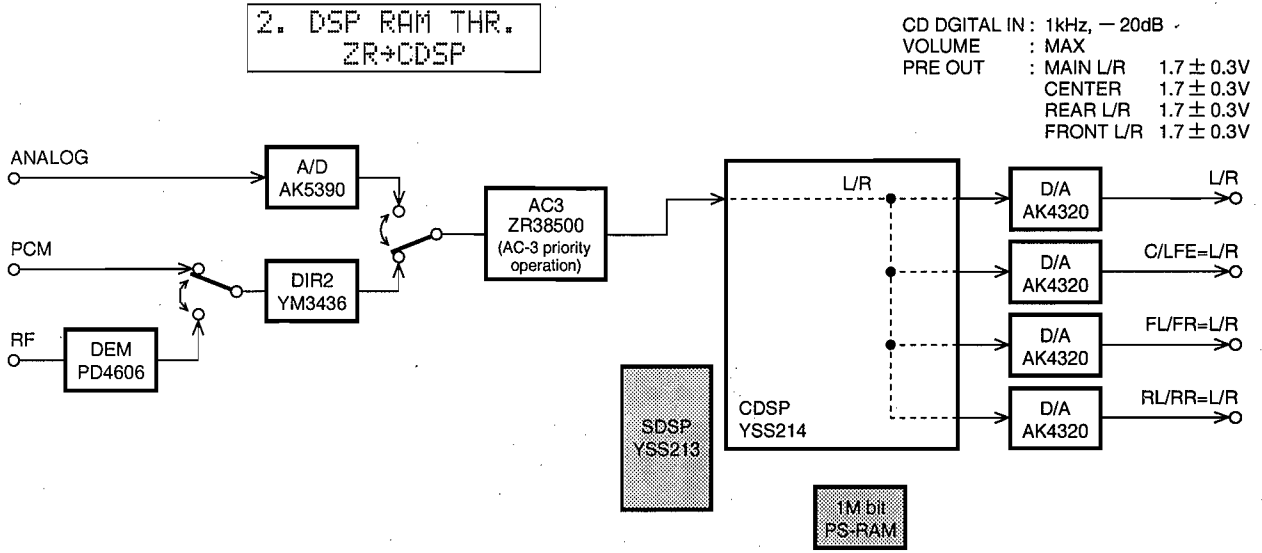 2. DSP RAM THR.
ZR→CDSP
CD DGITAL IN : 1kHz, −20dB
VOLUME : MAX
PRE OUT : MAIN L/R 1.7 ± 0.3V
CENTER 1.7 ± 0.3V
REAR L/R 1.7 ± 0.3V
FRONT L/R 1.7 ± 0.3V
ANALOG
A/D
AK5390
PCM
DIR2
YM3436
RF
DEM
PD4606
AC3
ZR38500
(AC-3 priority
operation)
L/R
CDSP
YSS214
SDSP
YSS213
1M bit
PS-RAM
D/A
AK4320
L/R
D/A
AK4320
C/LFE=L/R
D/A
AK4320
FL/FR=L/R
D/A
AK4320
RL/RR=L/R